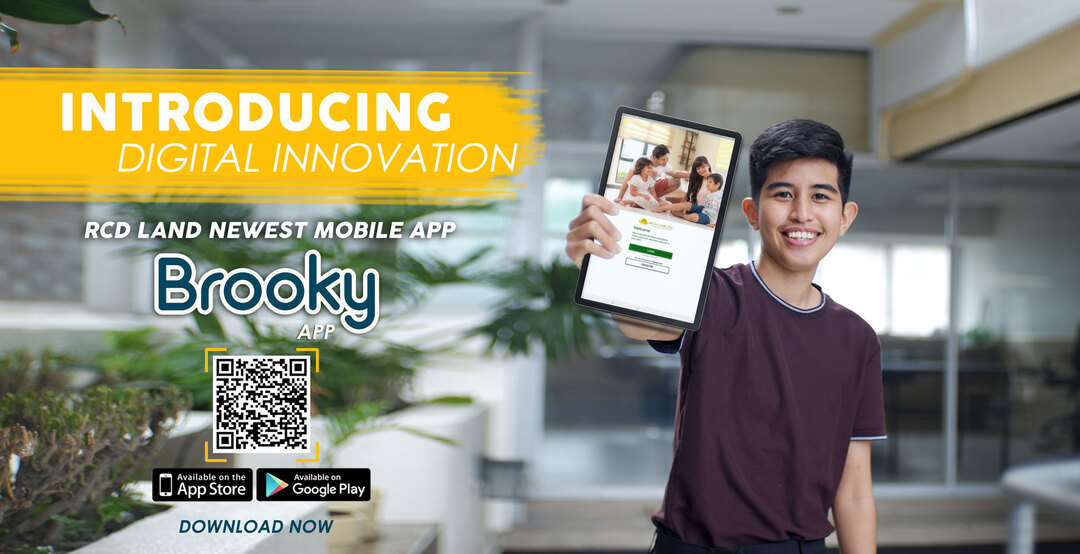 INTRODUCING
DIGITAL INNOVATION
RCD LAND NEWEST MOBILE APP
Brooky
APP
Available on the
App Store
Available on
Google Play
DOWNLOAD NOW
Welcome